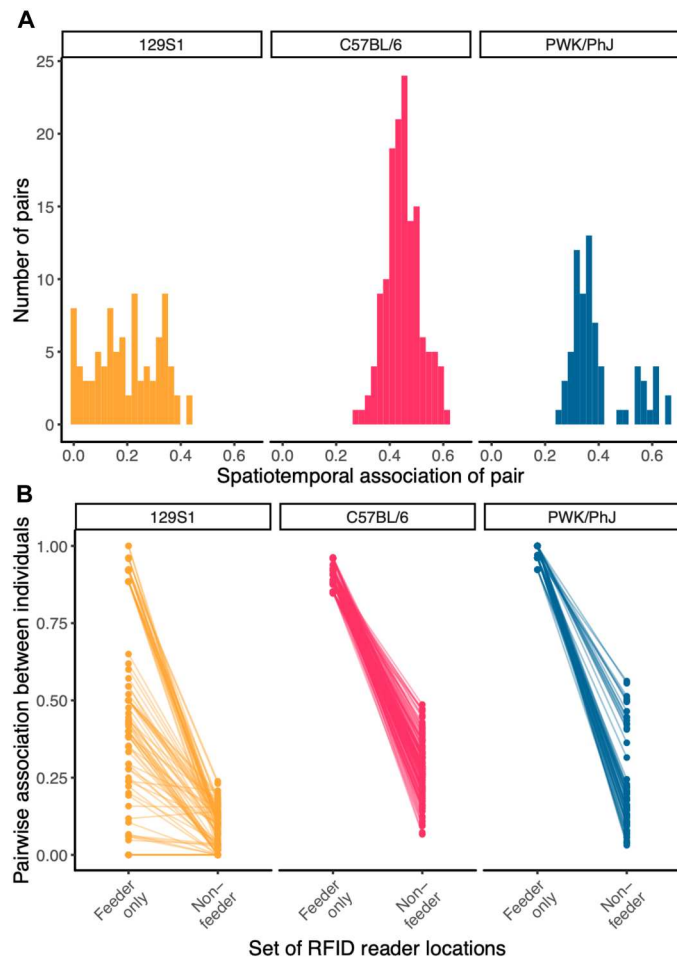 A
129S1 C57BL/6 PWK/PhJ
25
20
15
10
5
0
Number of pairs
0.0 0.2 0.4 0.6 0.0 0.2 0.4 0.6 0.0 0.2 0.4 0.6
Spatiotemporal association of pair
B
129S1 C57BL/6 PWK/PhJ
1.00
0.75
0.50
0.25
0.00
Pairwise association between individuals
Feeder only Non-feeder Feeder only Non-feeder Feeder only Non-feeder
Set of RFID reader locations